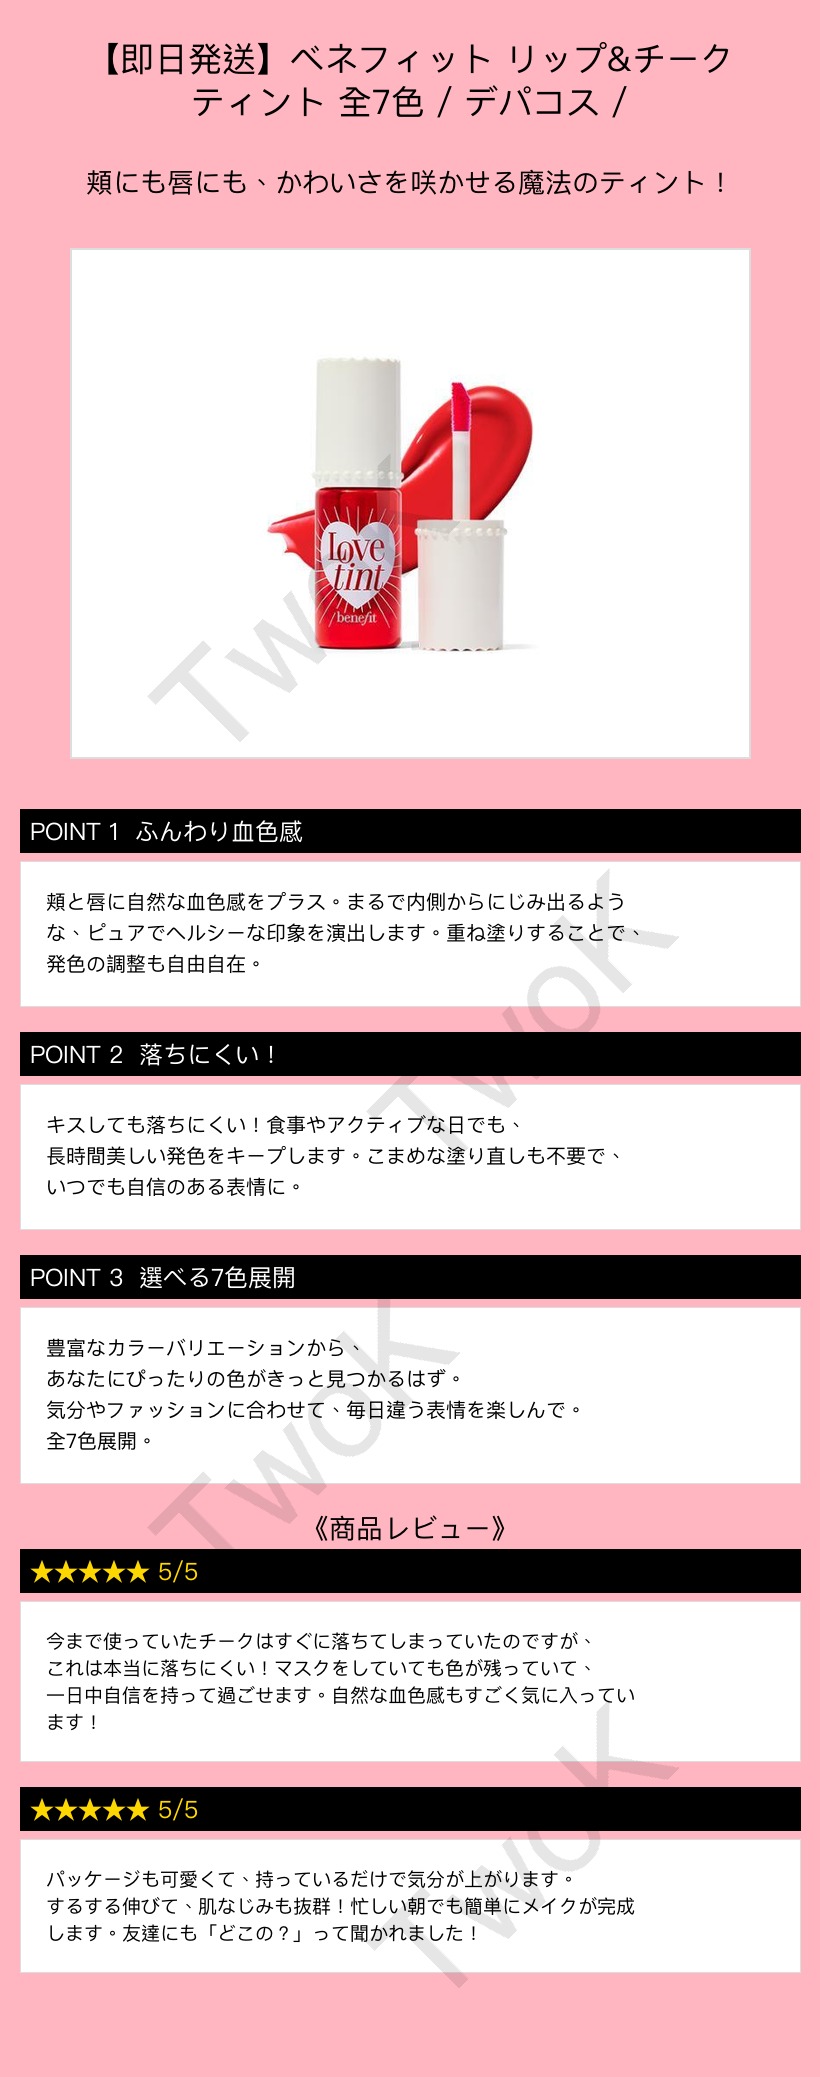 【即日発送】ベネフィット リップ&チーク
ティント 全7色 / デパコス /
頬にも唇にも、かわいさを咲かせる魔法のティント！
Love
tint
benefit
TwoK
POINT 1 ふんわり血色感
頬と唇に自然な血色感をプラス。まるで内側からにじみ出るよう
な、ピュアでヘルシーな印象を演出します。重ね塗りすることで、
発色の調整も自由自在。
TwoK
POINT 2 落ちにくい！
キスしても落ちにくい！食事やアクティブな日でも、
長時間美しい発色をキープします。こまめな塗り直しも不要で、
いつでも自信のある表情に。
POINT 3 選べる7色展開
豊富なカラーバリエーションから、
あなたにぴったりの色がきっと見つかるはず。
気分やファッションに合わせて、毎日違う表情を楽しんで。
全7色展開。
TwoK
《商品レビュー》
★★★★★ 5/5
今まで使っていたチークはすぐに落ちてしまっていたのですが、
これは本当に落ちにくい！マスクをしていても色が残っていて、
一日中自信を持って過ごせます。自然な血色感もすごく気に入ってい
ます！
★★★★★ 5/5
パッケージも可愛くて、持っているだけで気分が上がります。
するする伸びて、肌なじみも抜群！忙しい朝でも簡単にメイクが完成
します。友達にも「どこの？」って聞かれました！
TwoK